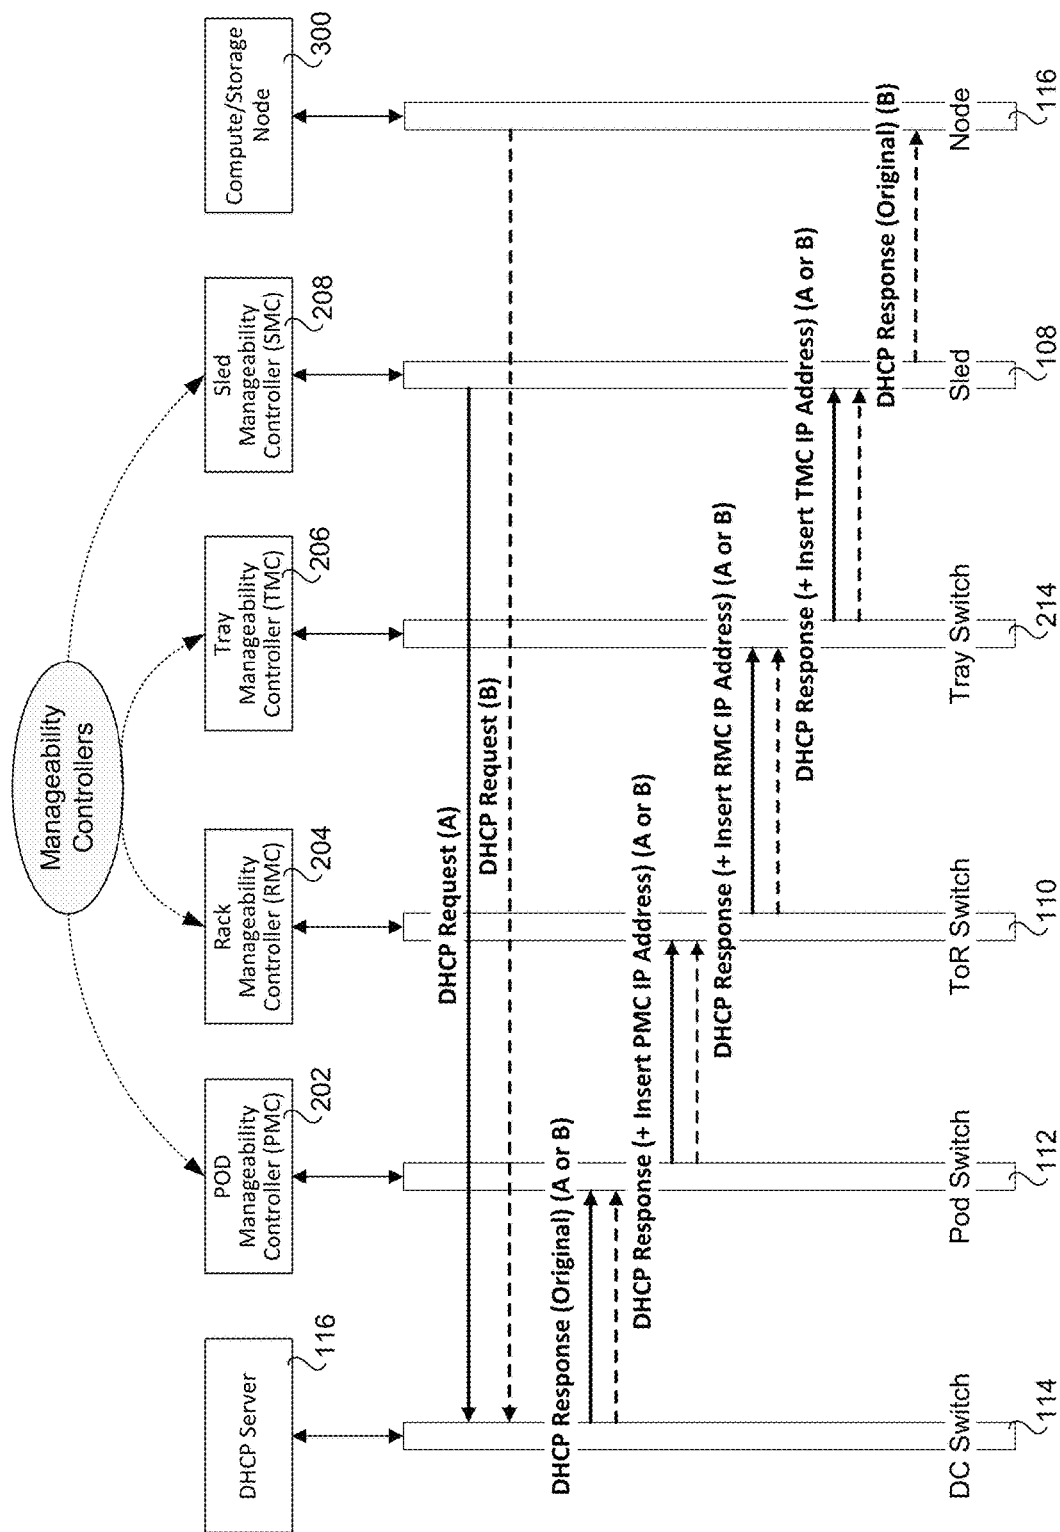 Manageability
Controllers
DHCP Server
116
POD
Manageability
Controller (PMC)
202
Rack
Manageability
Controller (RMC)
204
Tray
Manageability
Controller (TMC)
206
Sled
Manageability
Controller (SMC)
208
Compute/Storage
Node
300
DHCP Request (A)
DHCP Request (B)
DHCP Response (Original) (A or B)
DHCP Response (+ Insert PMC IP Address) (A or B)
DHCP Response (+ Insert RMC IP Address) (A or B)
DHCP Response (+ Insert TMC IP Address) (A or B)
DHCP Response (Original) (B)
DC Switch
114
Pod Switch
112
ToR Switch
110
Tray Switch
214
Sled
108
Node
116